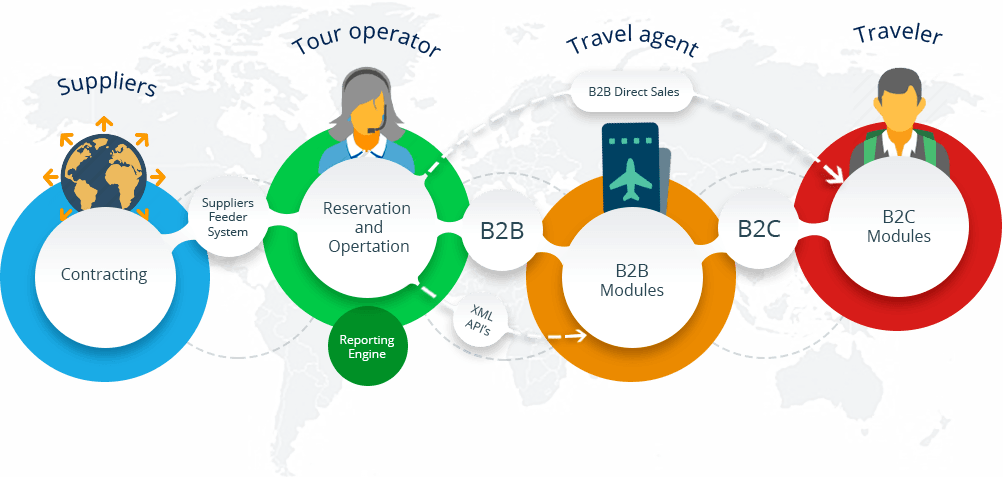 Suppliers
Tour operator
Travel agent
Traveler
B2B Direct Sales
Suppliers
Feeder
System
Contracting
Reservation
and
Opertation
B2B
B2B
Modules
B2C
B2C
Modules
XML
API's
Reporting
Engine